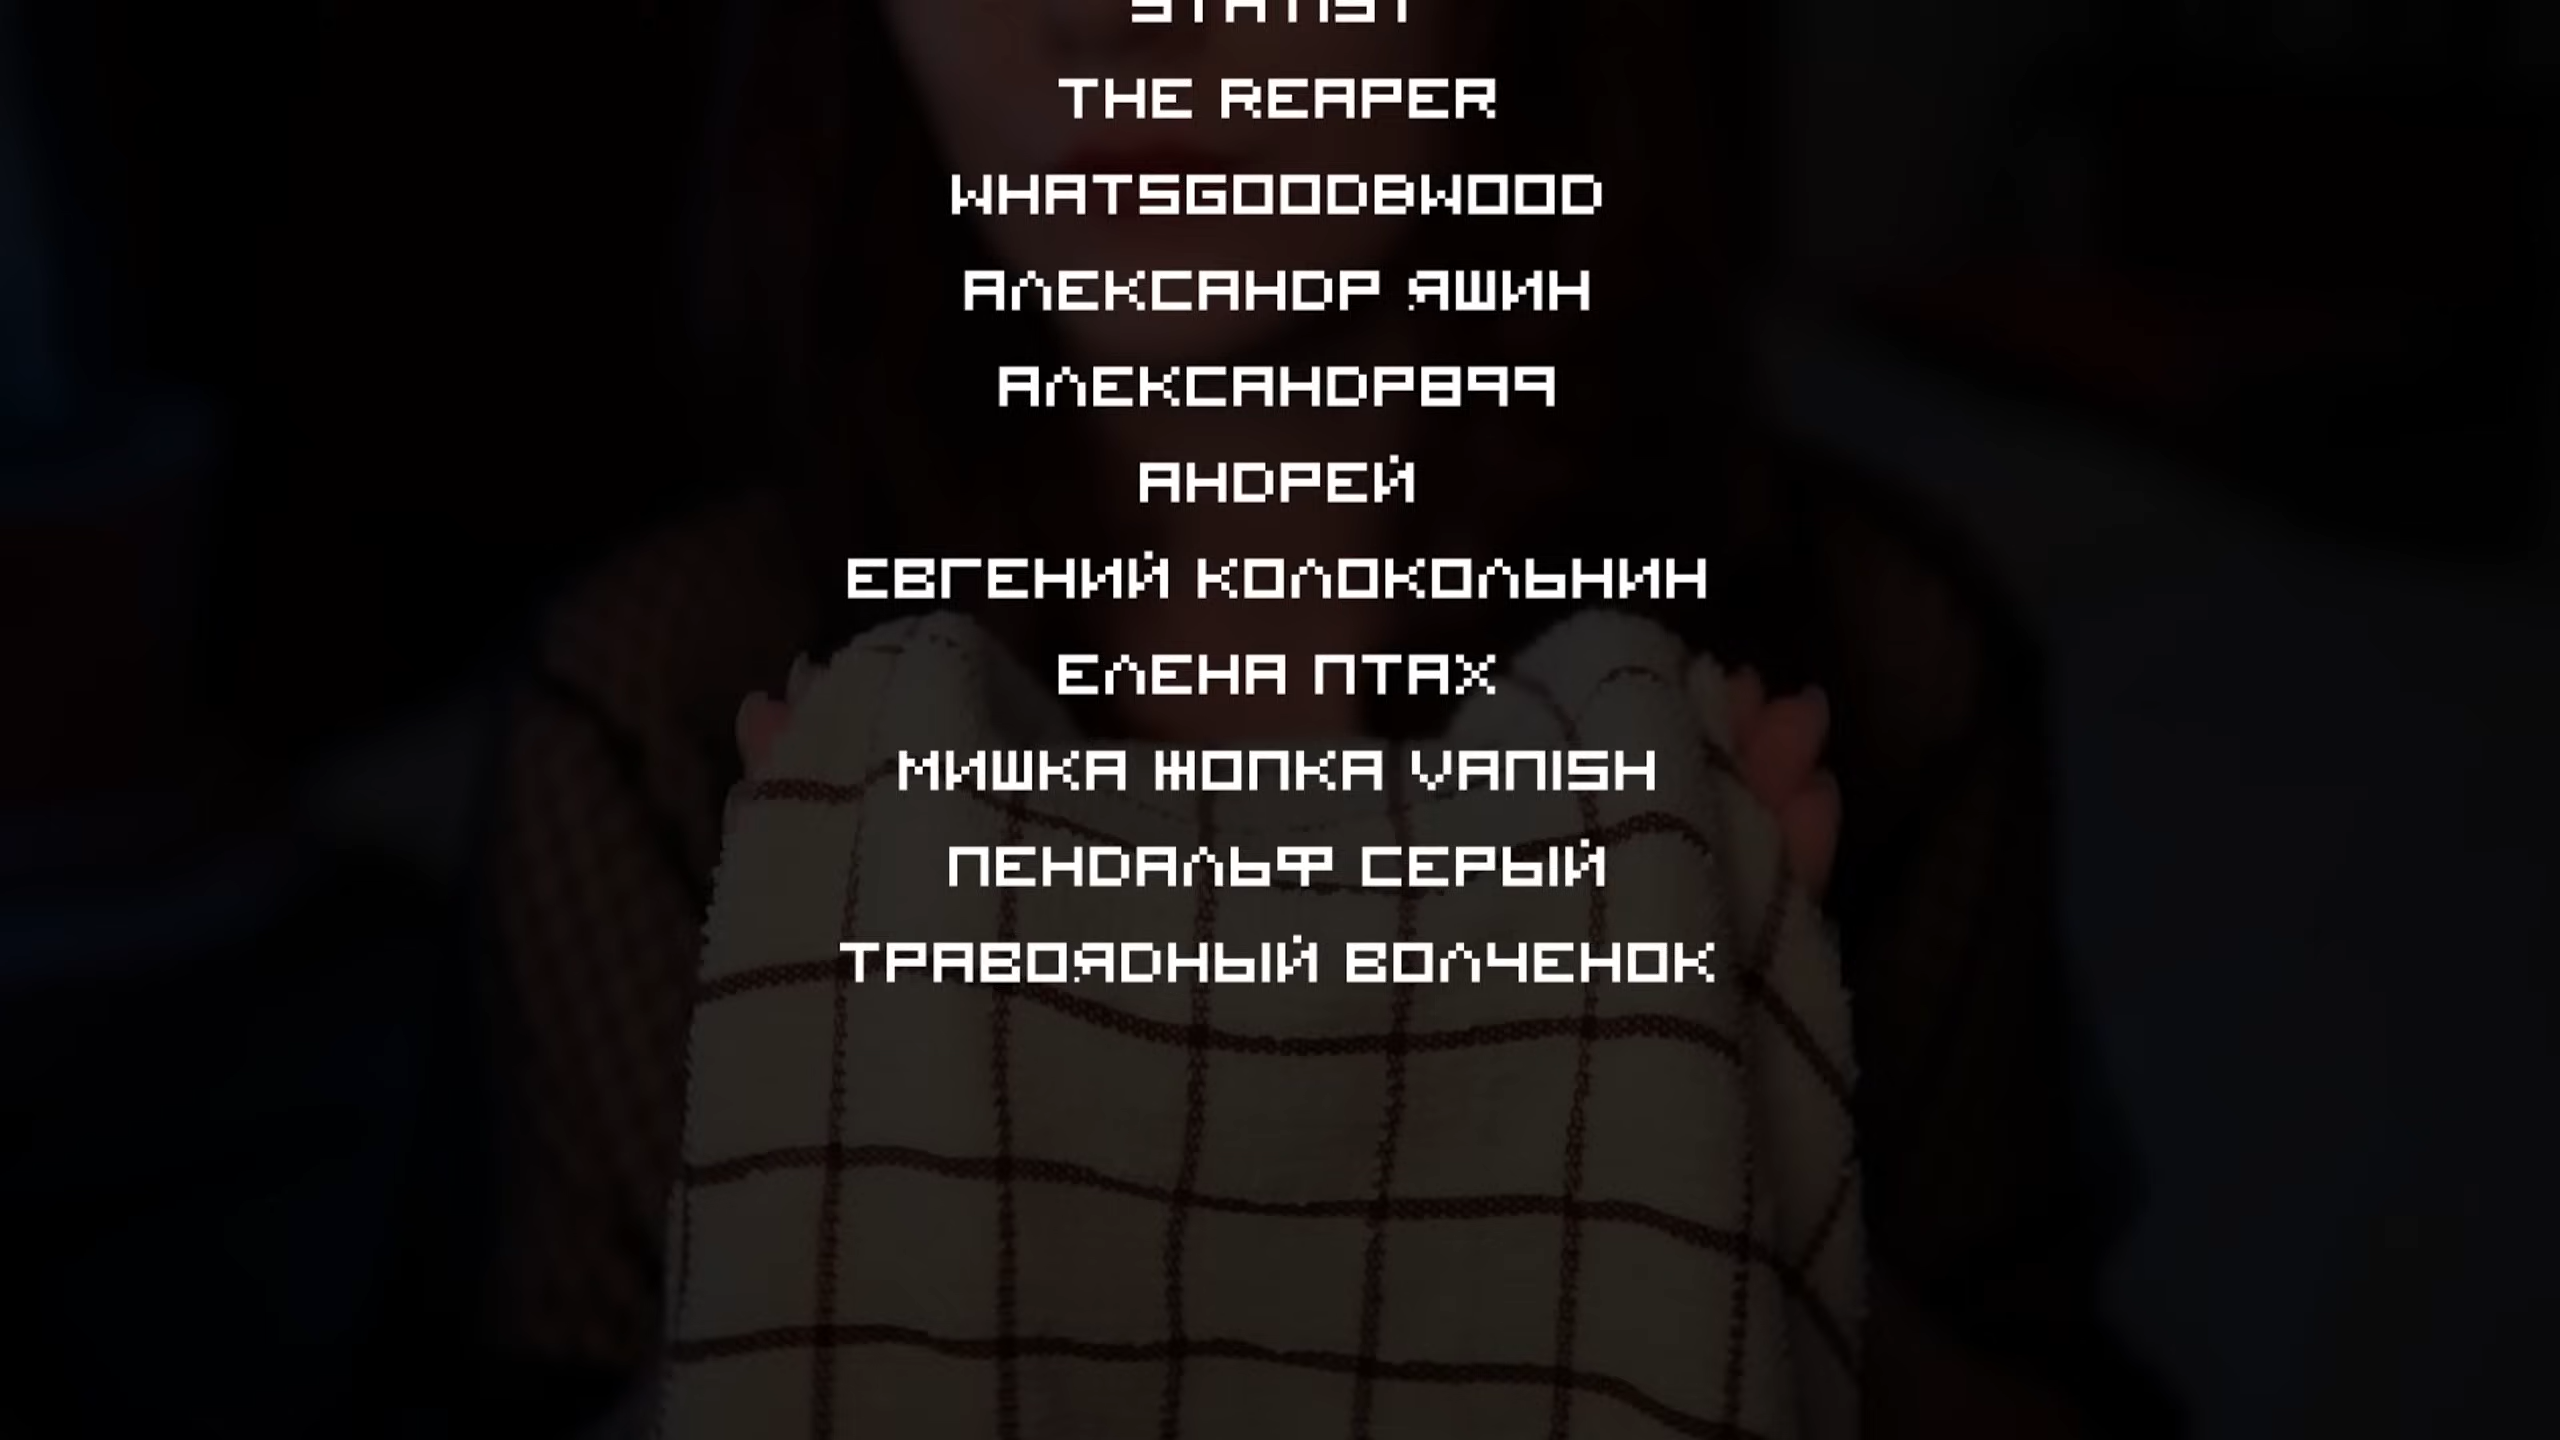 THE REAPER
WHATSGOODBWOOD
АЛЕКСАНДР ЯШИН
АЛЕКСАНДР899
АНДРЕЙ
ЕВГЕНИЙ КОЛОКОЛЬНИН
ЕЛЕНА ПТАХ
МИШКА ЖОПКА VANISH
ПЕНДАЛЬФ СЕРЫЙ
ТРАВОЯДНЫЙ ВОЛЧЕНОК